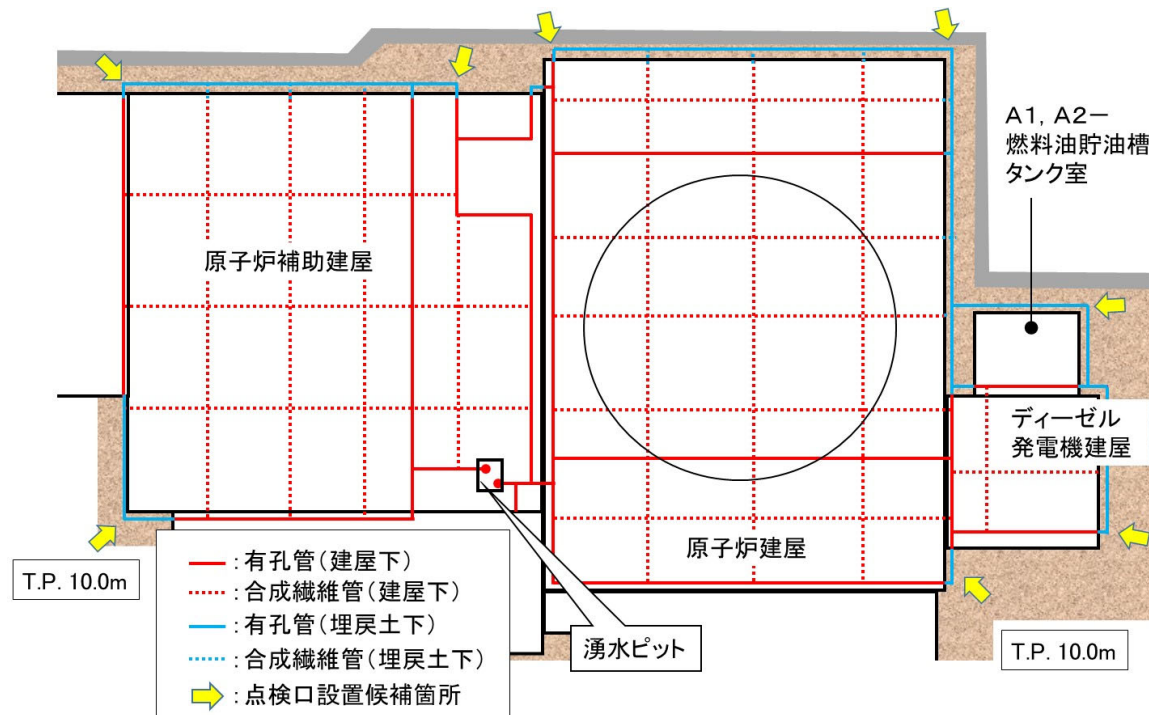 A1, A2－
燃料油貯油槽
タンク室
原子炉補助建屋
ディーゼル
発電機建屋
原子炉建屋
T.P. 10.0m
：有孔管（建屋下）
：合成繊維管（建屋下）
：有孔管（埋戻土下）
：合成繊維管（埋戻土下）
：点検口設置候補箇所
湧水ピット
T.P. 10.0m